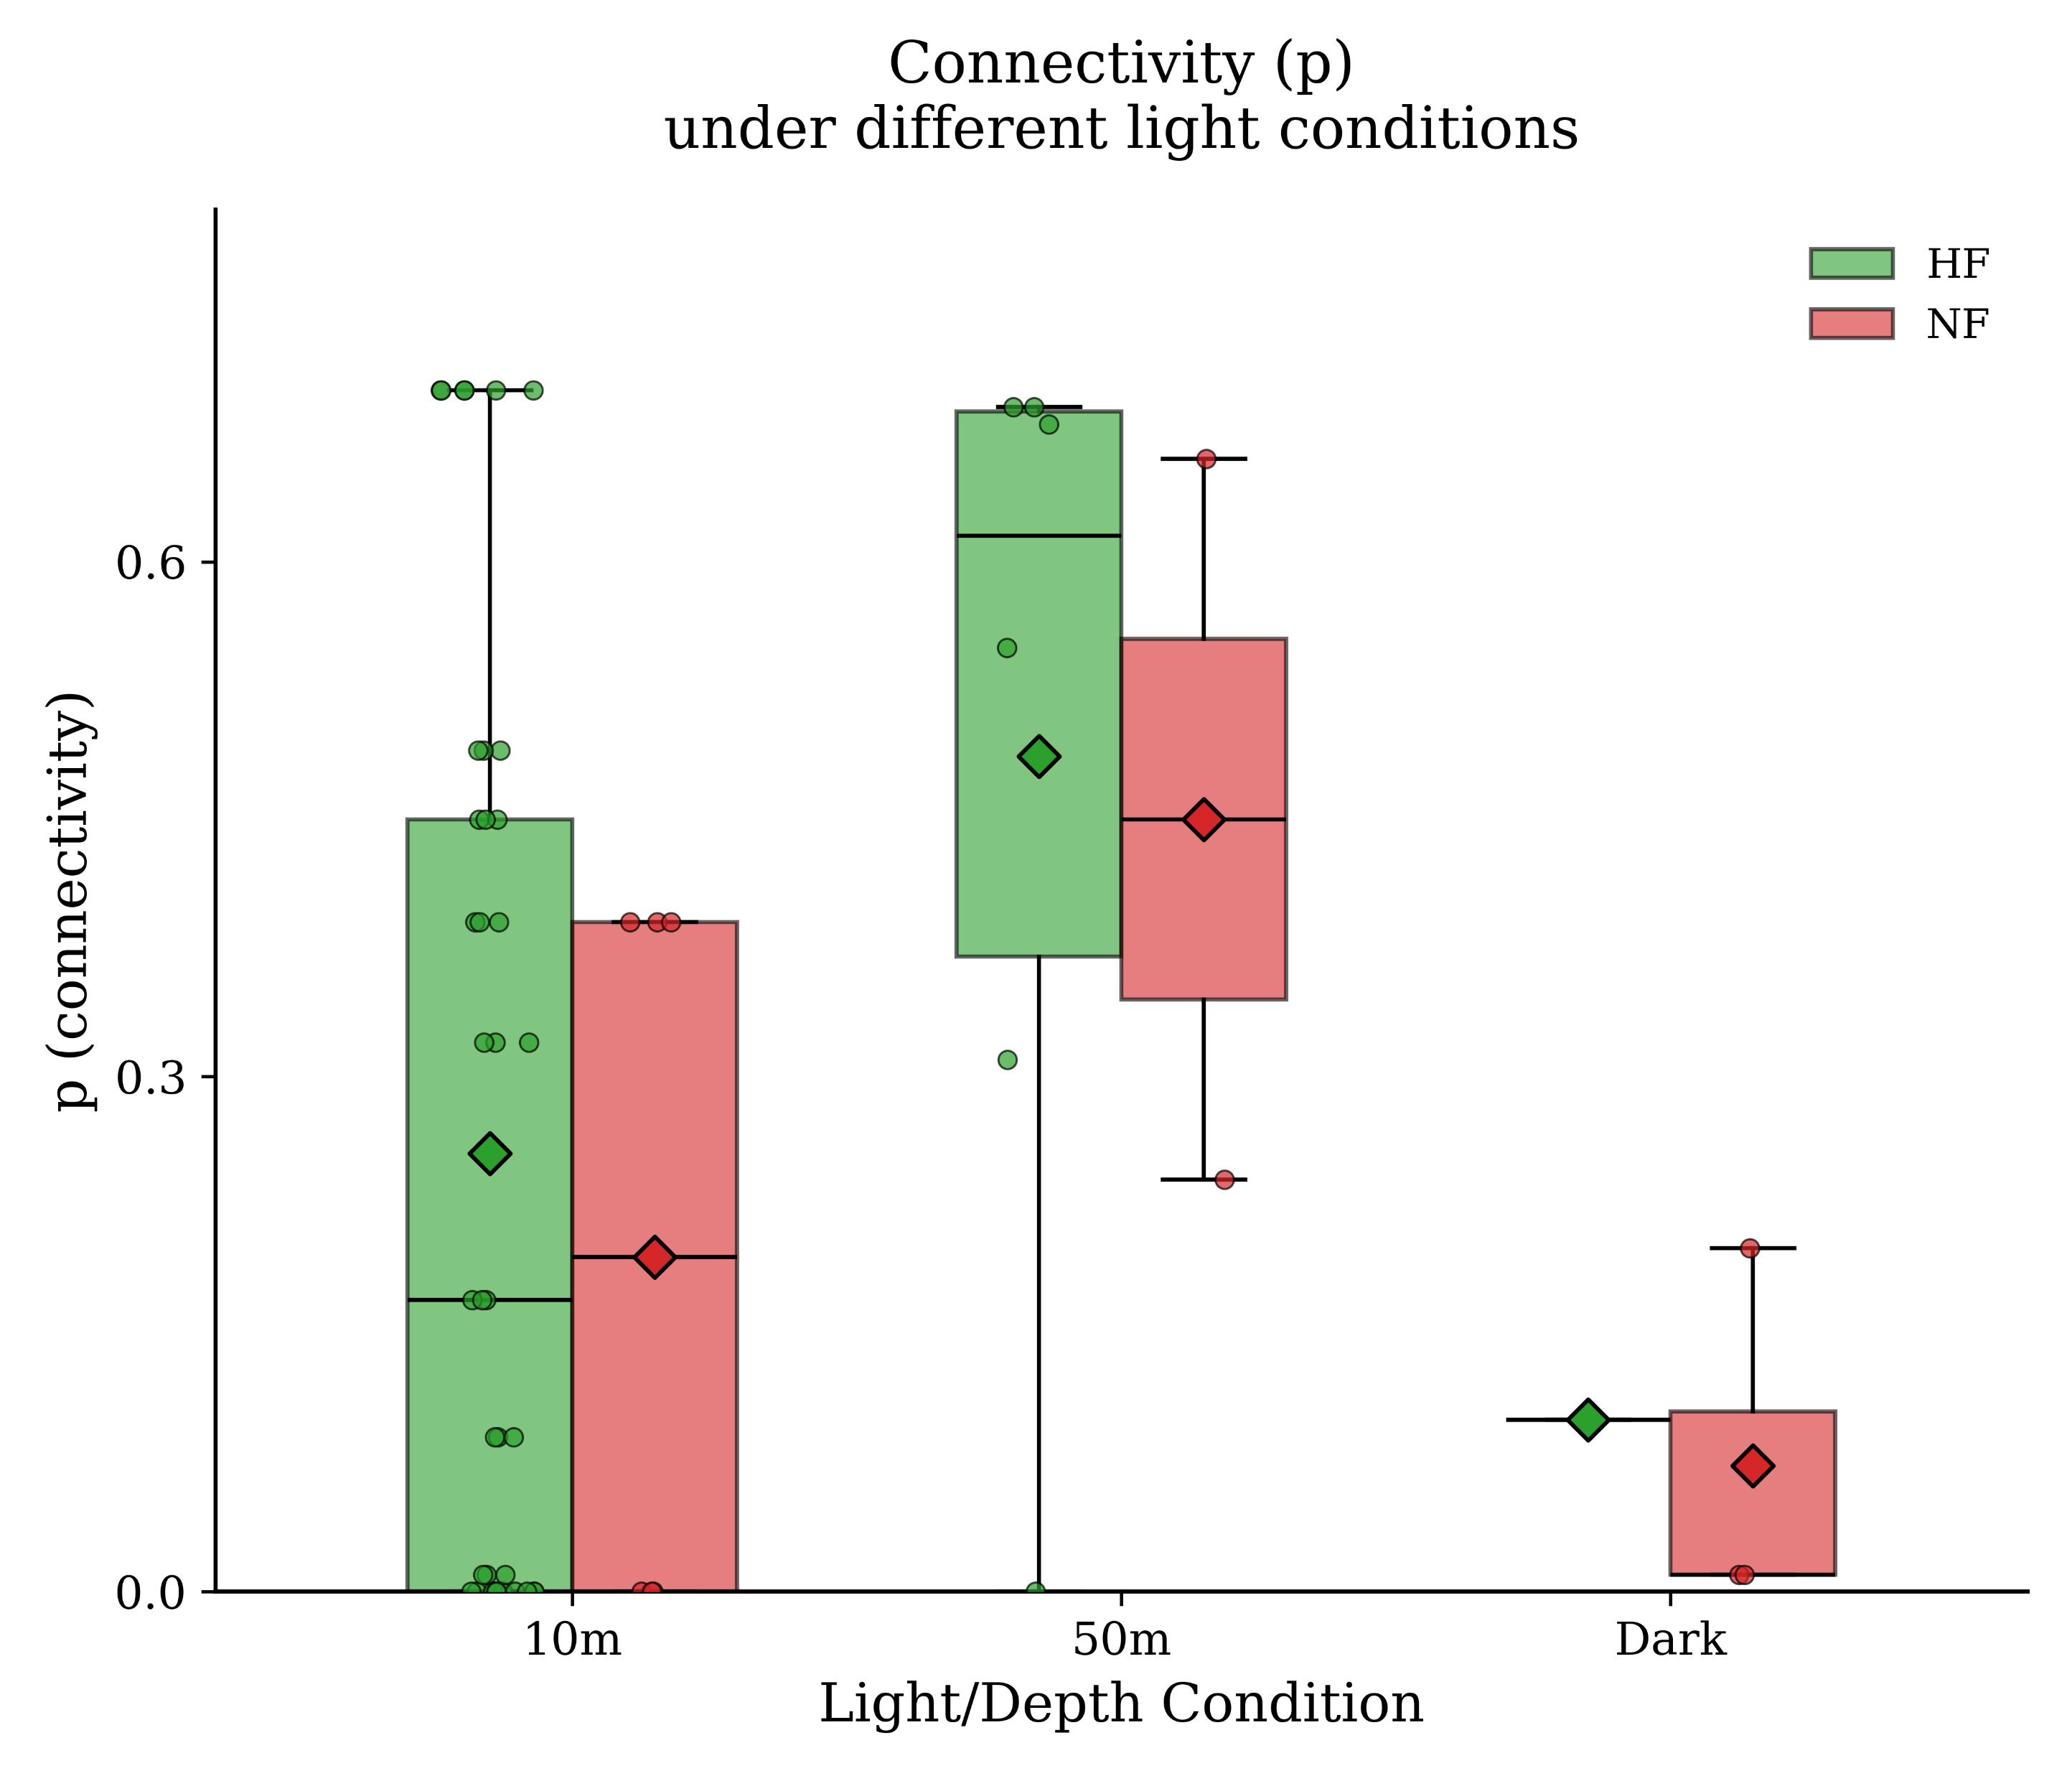 Connectivity (p)
under different light conditions
HF
NF
p (connectivity)
0.6
0.3
0.0
10m
50m
Dark
Light/Depth Condition